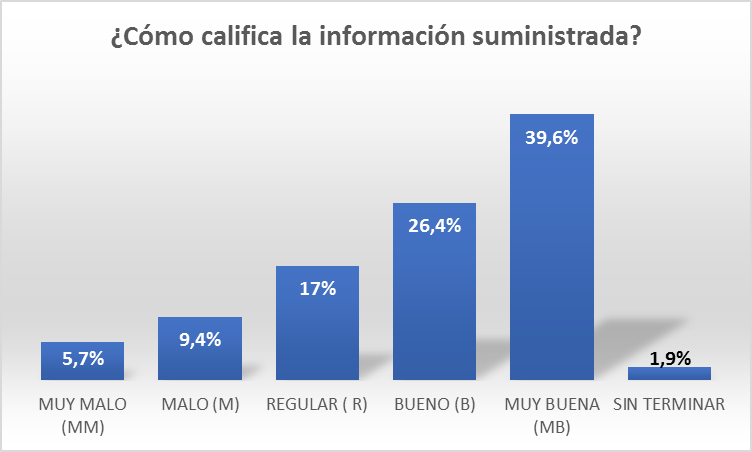 ¿Cómo califica la información suministrada?
39,6%
26,4%
17%
9,4%
5,7%
1,9%
MUY MALO
(MM)
MALO (M)
REGULAR ( R)
BUENO (B)
MUY BUENA
(MB)
SIN TERMINAR